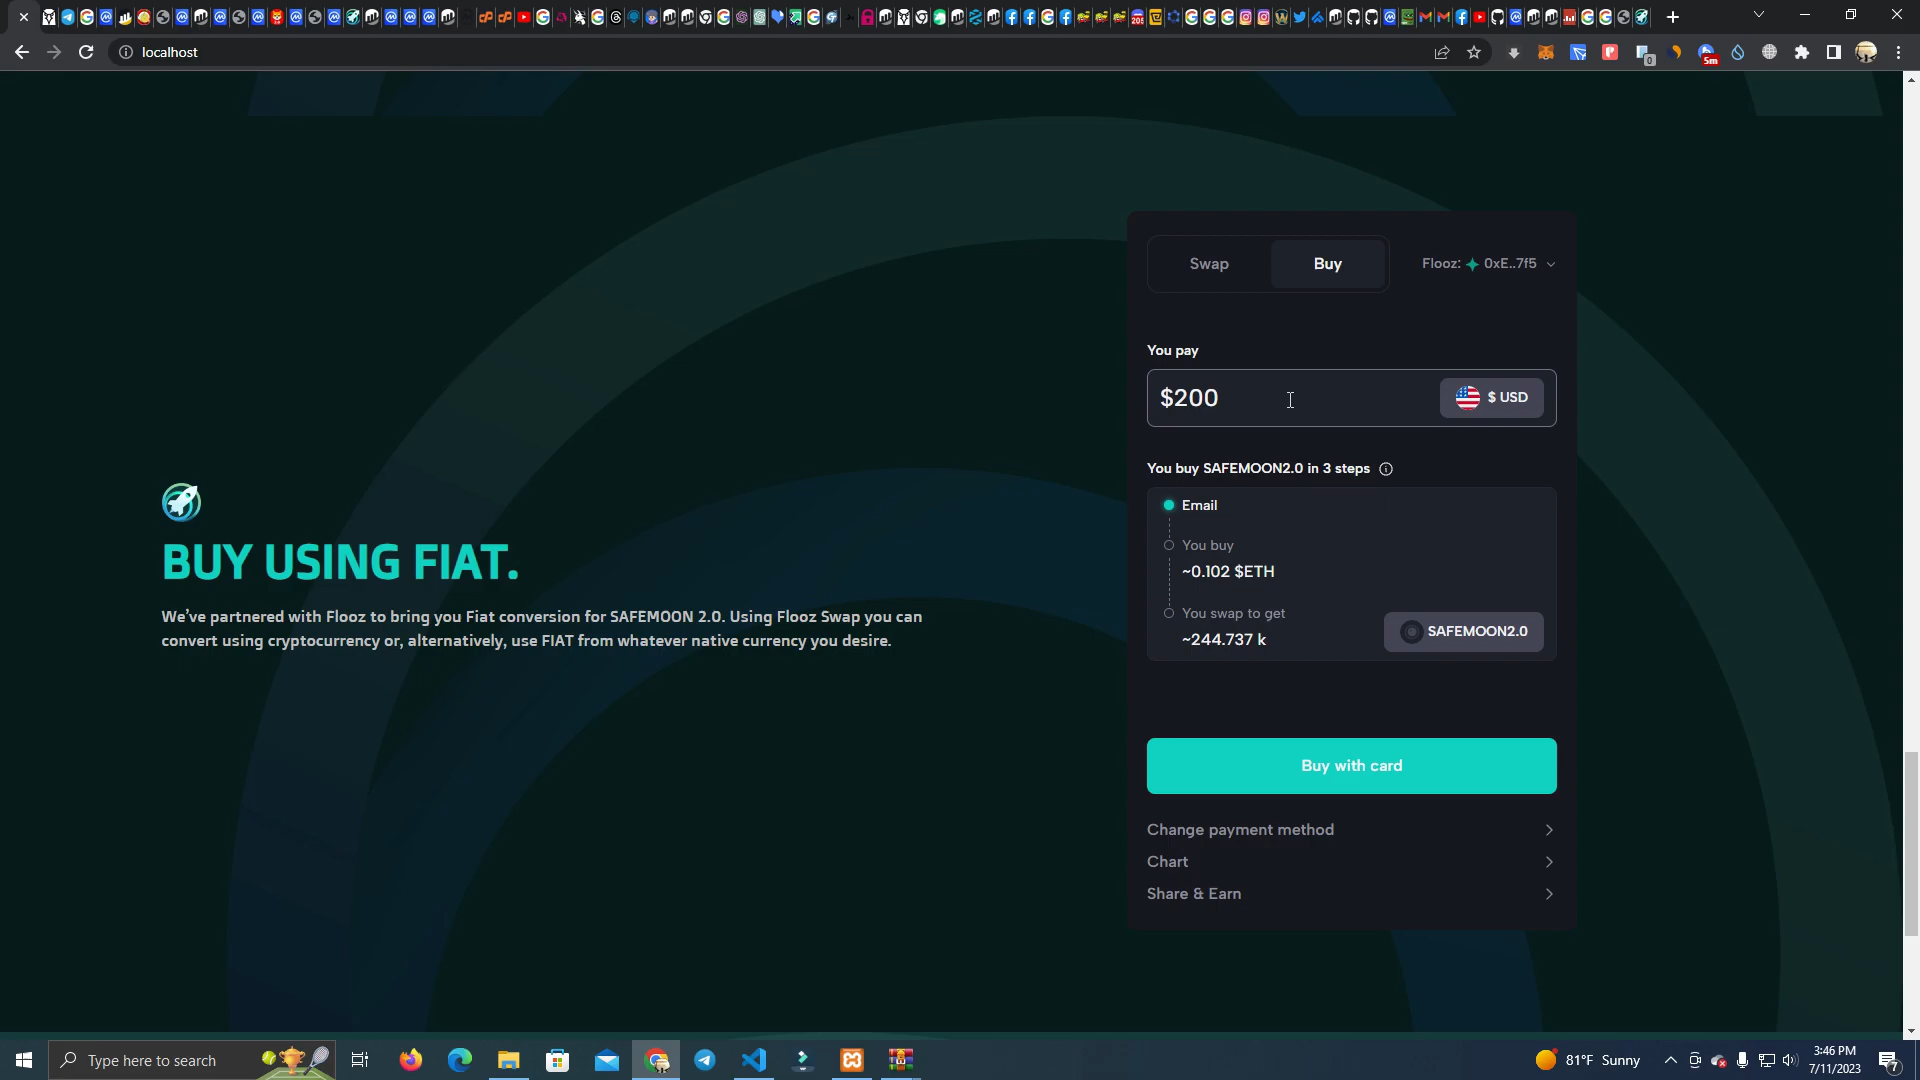 localhost
205
0
5m
Swap
Buy
Flooz: 0xE..7f5
You pay
$200
$ USD
You buy SAFEMOON2.0 in 3 steps
Email
You buy
~0.102 $ETH
You swap to get
~244.737 k
SAFEMOON2.0
BUY USING FIAT.
We’ve partnered with Flooz to bring you Fiat conversion for SAFEMOON 2.0. Using Flooz Swap you can
convert using cryptocurrency or, alternatively, use FIAT from whatever native currency you desire.
Buy with card
Change payment method
Chart
Share & Earn
Type here to search
81°F Sunny
3:46 PM
7/11/2023
7